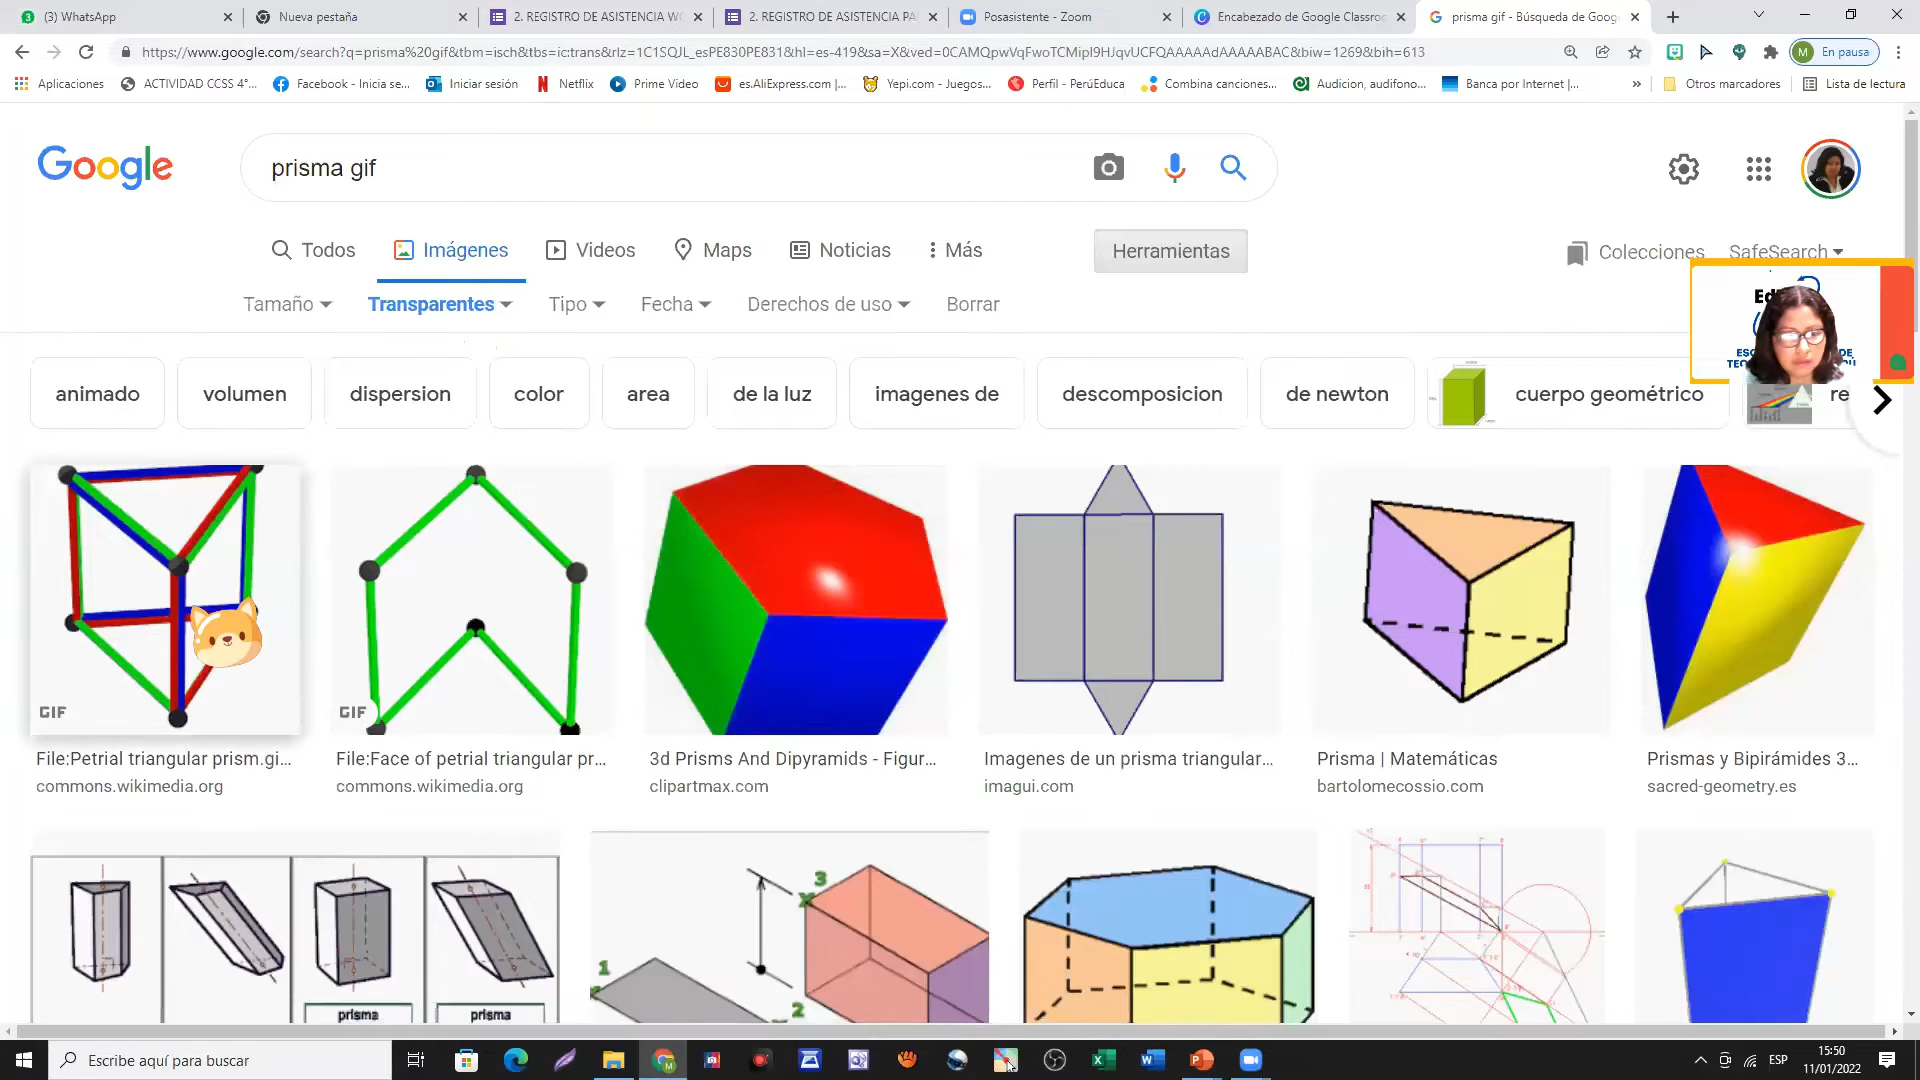 (3) WhatsApp
Nueva pestaña
2. REGISTRO DE ASISTENCIA WO
2. REGISTRO DE ASISTENCIA PA
Posasistente - Zoom
Encabezado de Google Classroo
prisma gif - Búsqueda de Goog
https://www.google.com/search?q=prisma%20gif&tbm=isch&tbs=ic:trans&rlz=1C1SQJL_esPE830PE831&hl=es-419&sa=X&ved=0CAMQpwVqFwoTCMipl9HJqvUCFQAAAAAdAAAAABAC&biw=1269&bih=613
M
En pausa
Aplicaciones
ACTIVIDAD CCSS 4°...
Facebook - Inicia se...
Iniciar sesión
Netflix
Prime Video
es.AliExpress.com |...
Yepi.com - Juegos...
Perfil - PerúEduca
Combina canciones...
Audicion, audifono...
Banca por Internet |...
»
Otros marcadores
Lista de lectura
Google
prisma gif
Todos
Imágenes
Videos
Maps
Noticias
Más
Herramientas
Colecciones
SafeSearch
Tamaño
Transparentes
Tipo
Fecha
Derechos de uso
Borrar
animado
volumen
dispersion
color
area
de la luz
imagenes de
descomposicion
de newton
cuerpo geométrico
re
GIF
GIF
File:Petrial triangular prism.gi...
commons.wikimedia.org
File:Face of petrial triangular pr...
commons.wikimedia.org
3d Prisms And Dipyramids - Figur...
clipartmax.com
Imagenes de un prisma triangular...
imagui.com
Prisma | Matemáticas
bartolomecossio.com
Prismas y Bipirámides 3...
sacred-geometry.es
prisma
prisma
1
2
3
Escribe aquí para buscar
ESP
15:50
11/01/2022